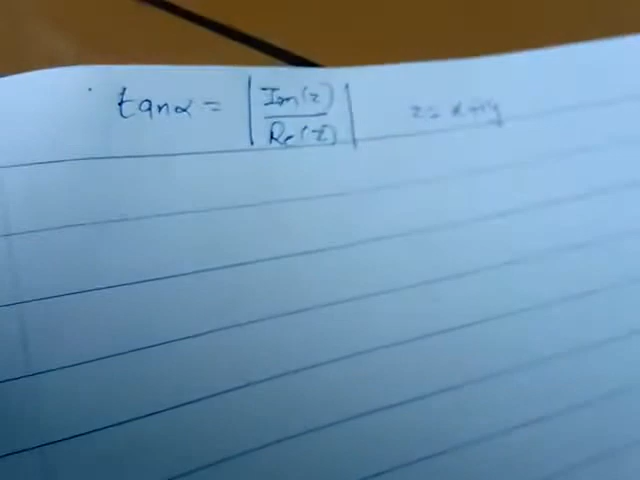 tanα = |Im(z)/Re(z)| z = x+iy